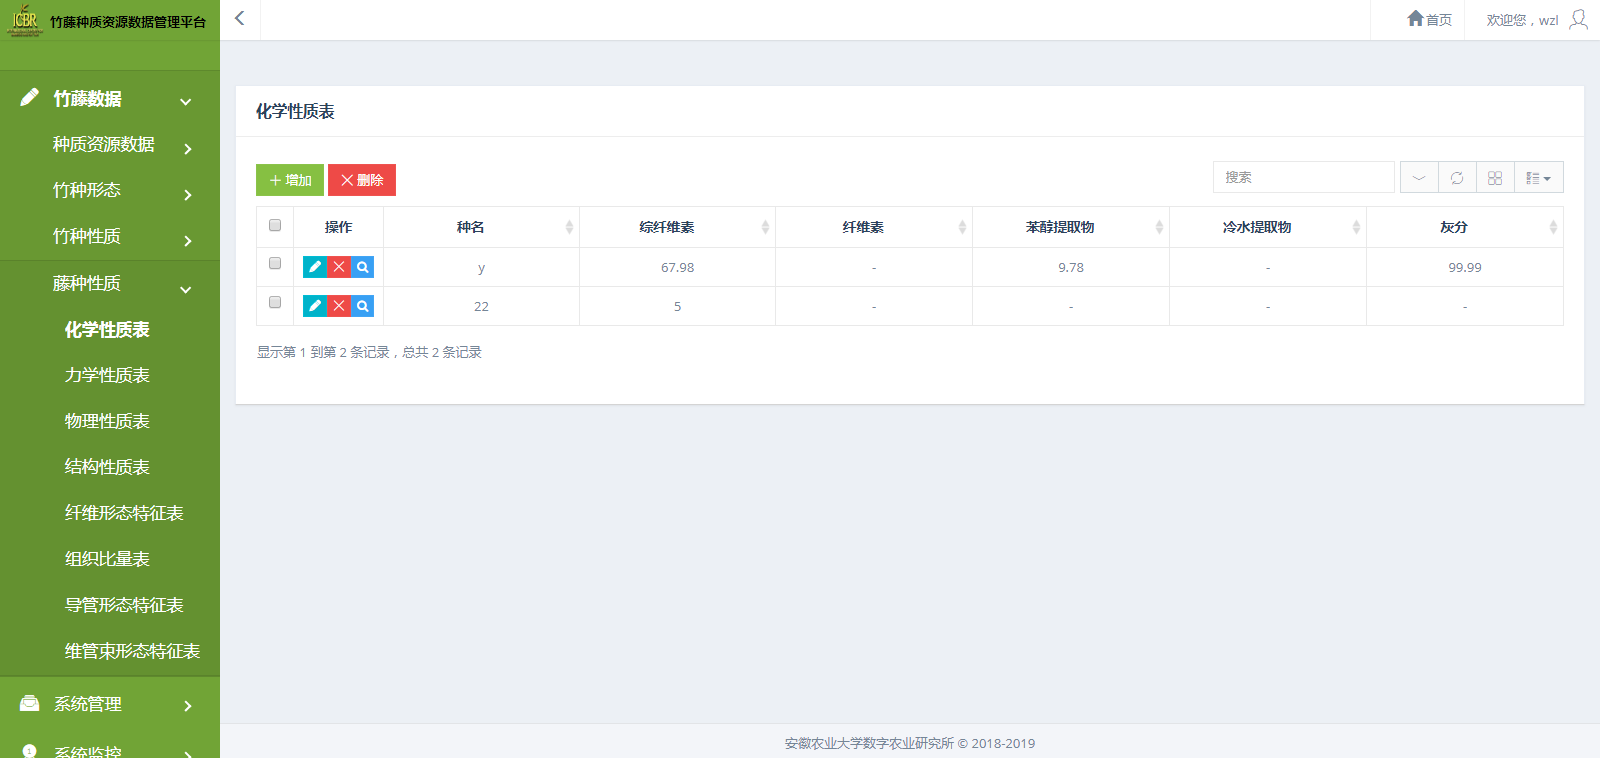 ICBR 竹藤种质资源数据管理平台
首页
欢迎您，wzl
竹藤数据
种质资源数据
竹种形态
竹种性质
藤种性质
化学性质表
力学性质表
物理性质表
结构性质表
纤维形态特征表
组织比量表
导管形态特征表
维管束形态特征表
系统管理
系统监控
化学性质表
增加 删除
搜索
操作 种名 综纤维素 纤维素 苯醇提取物 冷水提取物 灰分
y 67.98 - 9.78 - 99.99
22 5 - - - -
显示第 1 到第 2 条记录，总共 2 条记录
安徽农业大学数字农业研究所 © 2018-2019